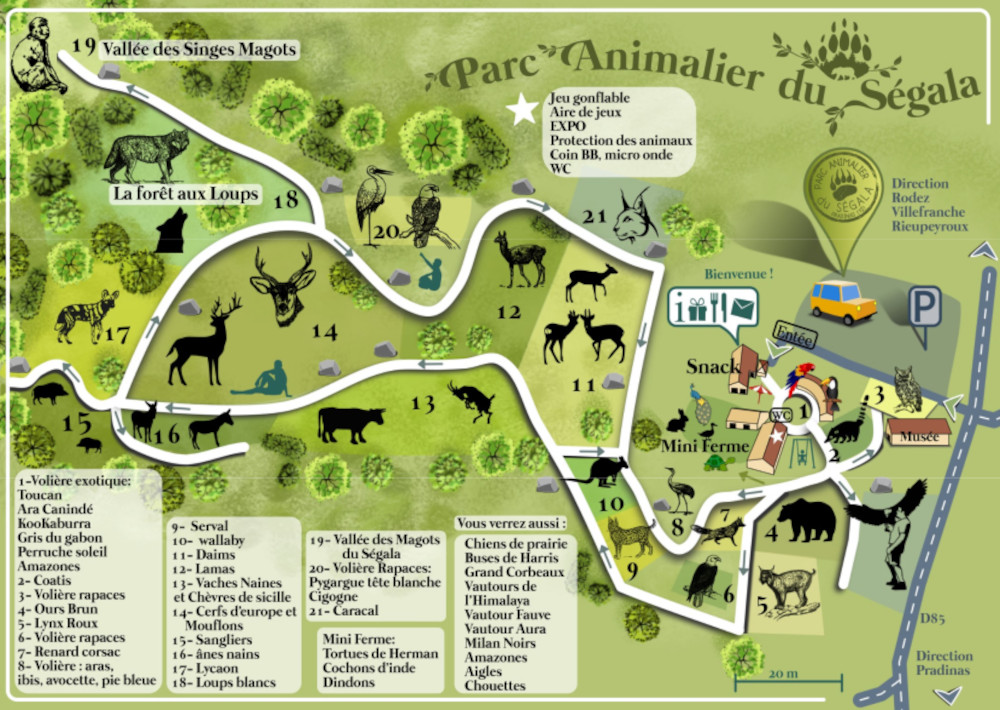 19 Vallée des Singes Magots
Parc Animalier du Ségala
Jeu gonflable
Aire de jeux
EXPO
Protection des animaux
Coin BB, micro onde
WC
PARC ANIMALIER
du SÉGALA
Direction
Rodez
Villefranche
Rieupeyroux
La forêt aux Loups
18
20
21
Bienvenue !
i
P
Entée
17
14
12
11
Snack
WC
1
3
Musée
Mini Ferme
2
13
15
16
10
8
7
4
9
6
5
D85
Direction
Pradinas
20 m
1-Volière exotique:
Toucan
Ara Canindé
KooKaburra
Gris du gabon
Perruche soleil
Amazones
2- Coatis
3- Volière rapaces
4- Ours Brun
5- Lynx Roux
6- Volière rapaces
7- Renard corsac
8- Volière : aras,
ibis, avocette, pie bleue
9- Serval
10- wallaby
11- Daims
12- Lamas
13- Vaches Naines
et Chèvres de sicille
14- Cerfs d'europe et
Mouflons
15- Sangliers
16- ânes nains
17- Lycaon
18- Loups blancs
19- Vallée des Magots
du Ségala
20- Volière Rapaces:
Pygargue tête blanche
Cigogne
21- Caracal
Mini Ferme:
Tortues de Herman
Cochons d'inde
Dindons
Vous verrez aussi :
Chiens de prairie
Buses de Harris
Grand Corbeaux
Vautours de
l'Himalaya
Vautour Fauve
Vautour Aura
Milan Noirs
Amazones
Aigles
Chouettes